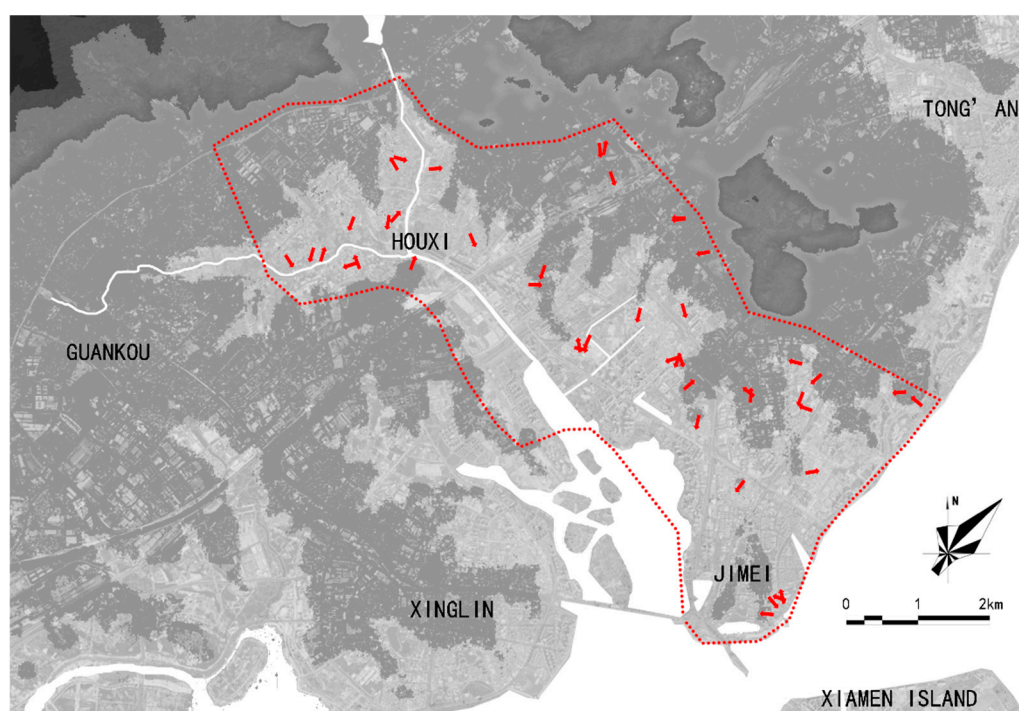 TONG' AN
HOUXI
GUANKOU
N
JIMEI
XINGLIN
0 1 2km
XIAMEN ISLAND